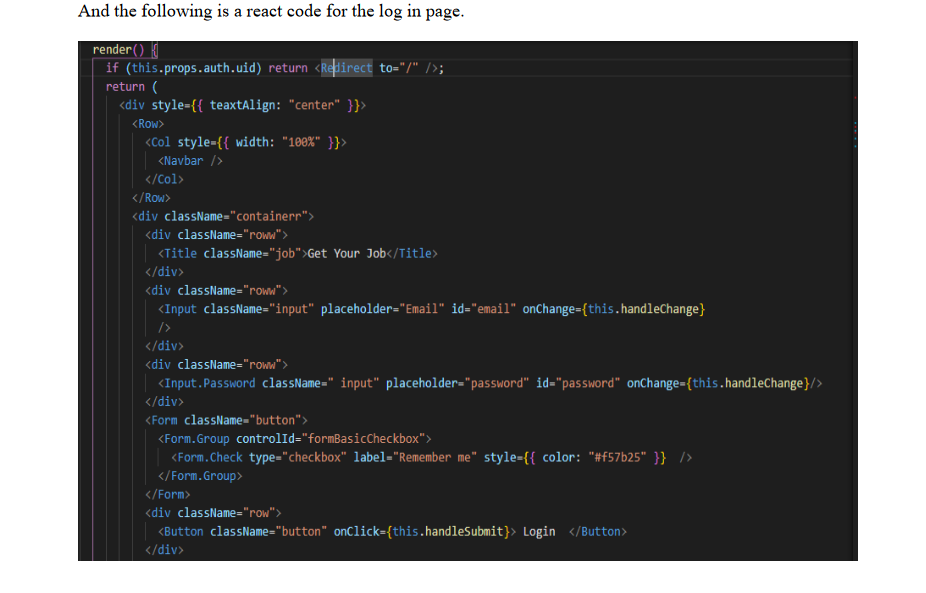 And the following is a react code for the log in page.
render() {
if (this.props.auth.uid) return <Redirect to="/" />;
return (
<div style={{ teaxtAlign: "center" }}>
<Row>
<Col style={{ width: "100%" }}>
<Navbar />
</Col>
</Row>
<div className="containerr">
<div className="roww">
<Title className="job">Get Your Job</Title>
</div>
<div className="roww">
<Input className="input" placeholder="Email" id="email" onChange={this.handleChange}
/>
</div>
<div className="roww">
<Input.Password className=" input" placeholder="password" id="password" onChange={this.handleChange}/>
</div>
<Form className="button">
<Form.Group controlId="formBasicCheckbox">
<Form.Check type="checkbox" label="Remember me" style={{ color: "#f57b25" }} />
</Form.Group>
</Form>
<div className="row">
<Button className="button" onClick={this.handleSubmit}> Login </Button>
</div>